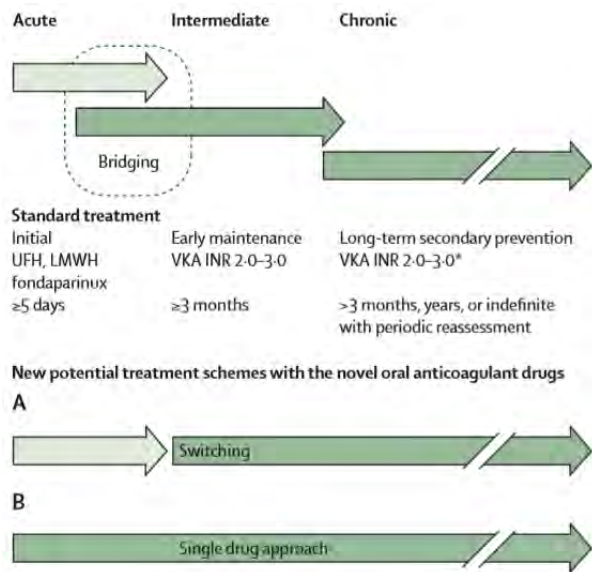 Acute Intermediate Chronic
Bridging
Standard treatment
Initial Early maintenance Long-term secondary prevention
UFH, LMWH VKA INR 2·0–3·0 VKA INR 2·0–3·0*
fondaparinux
≥5 days ≥3 months >3 months, years, or indefinite
with periodic reassessment
New potential treatment schemes with the novel oral anticoagulant drugs
A
Switching
B
Single drug approach